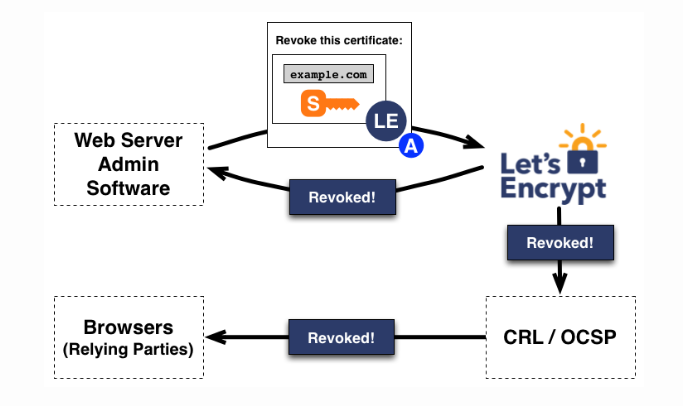 Revoke this certificate:
example.com
S
LE
A
Web Server
Admin
Software
Let's
Encrypt
Revoked!
Revoked!
Browsers
(Relying Parties)
Revoked!
CRL / OCSP